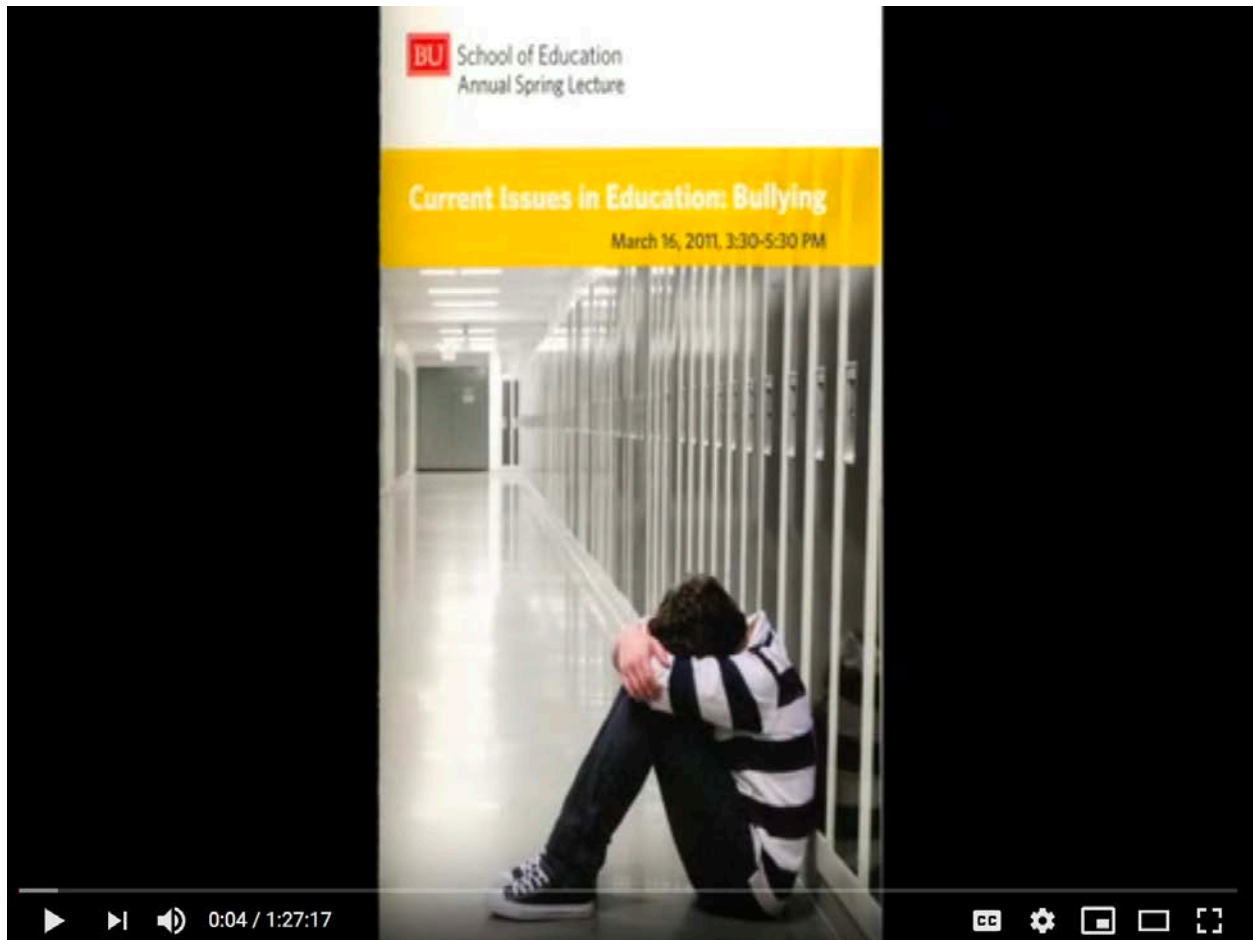 BU School of Education
Annual Spring Lecture
Current Issues in Education: Bullying
March 16, 2011, 3:30-5:30 PM
0:04 / 1:27:17
CC